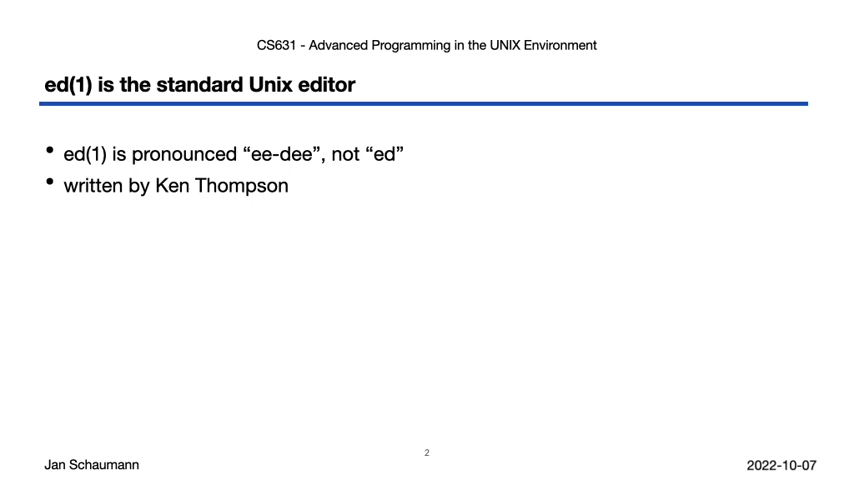 CS631 - Advanced Programming in the UNIX Environment
ed(1) is the standard Unix editor
• ed(1) is pronounced “ee-dee”, not “ed”
• written by Ken Thompson
2
Jan Schaumann
2022-10-07